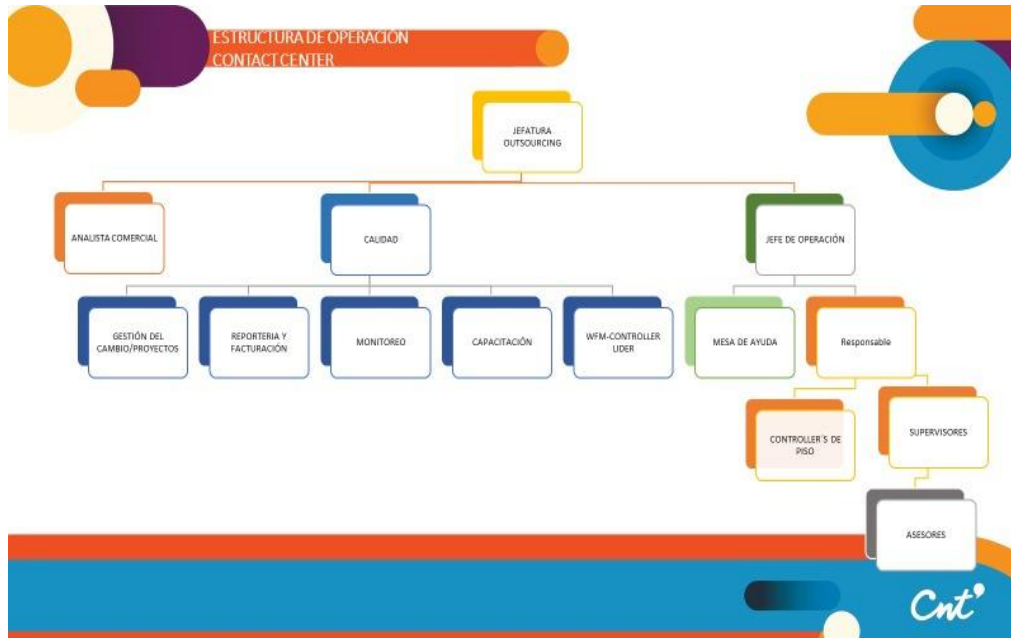 ESTRUCTURA DE OPERACIÓN
CONTACT CENTER
JEFATURA
OUTSOURCING
ANALISTA COMERCIAL
CALIDAD
JEFE DE OPERACIÓN
GESTIÓN DEL
CAMBIO/PROYECTOS
REPORTERIA Y
FACTURACIÓN
MONITOREO
CAPACITACIÓN
WFM-CONTROLLER
LIDER
MESA DE AYUDA
Responsable
CONTROLLER´S DE
PISO
SUPERVISORES
ASESORES
Cnt